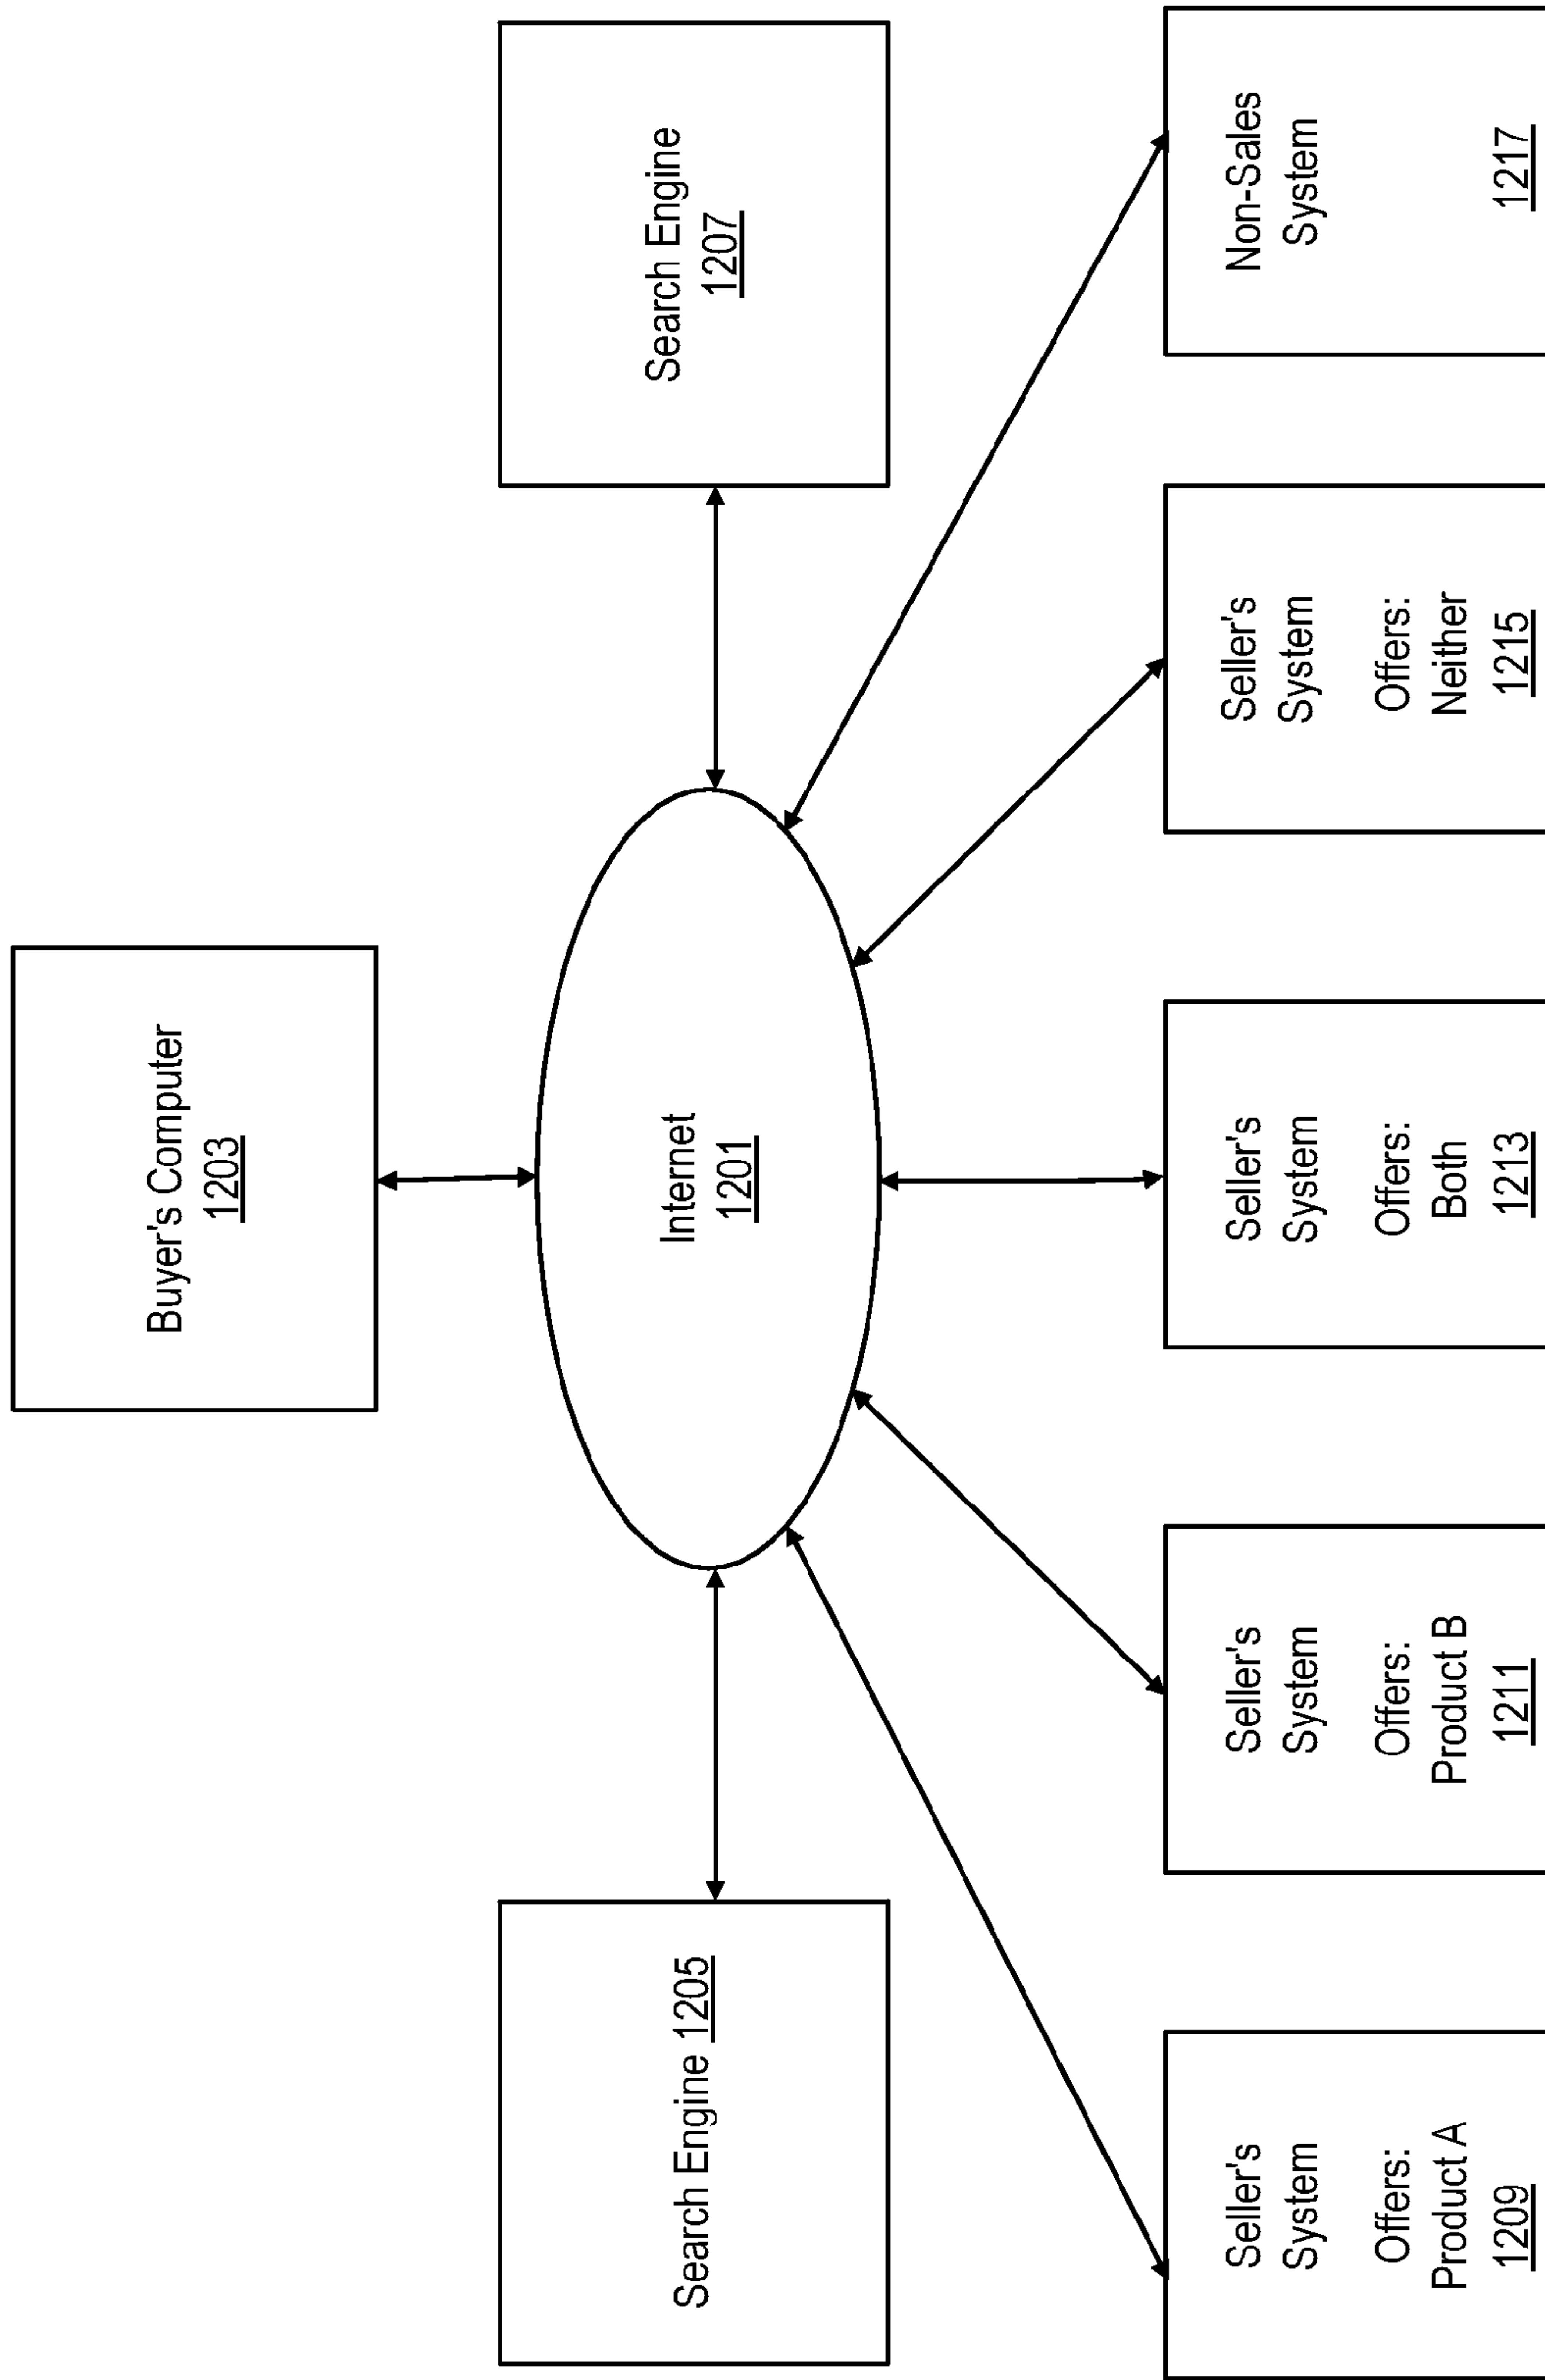 Buyer's Computer
1203
Search Engine 1205
Internet
1201
Search Engine
1207
Seller's
System
Offers:
Product A
1209
Seller's
System
Offers:
Product B
1211
Seller's
System
Offers:
Both
1213
Seller's
System
Offers:
Neither
1215
Non-Sales
System
1217